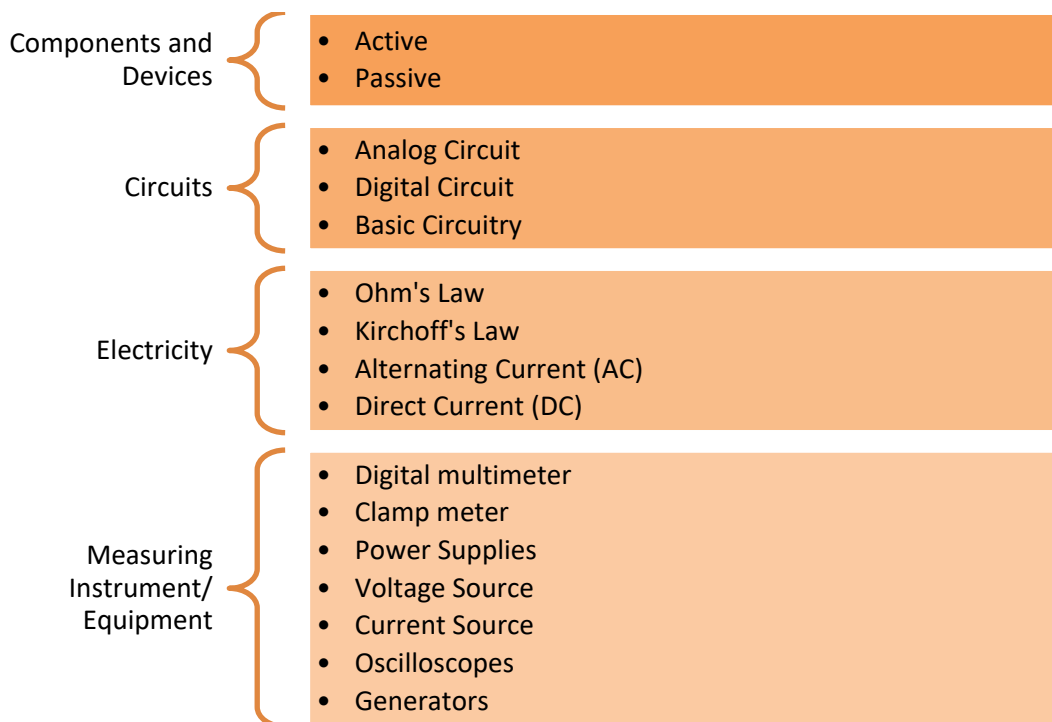 Components and
Devices
• Active
• Passive
Circuits
• Analog Circuit
• Digital Circuit
• Basic Circuitry
Electricity
• Ohm's Law
• Kirchoff's Law
• Alternating Current (AC)
• Direct Current (DC)
Measuring
Instrument/
Equipment
• Digital multimeter
• Clamp meter
• Power Supplies
• Voltage Source
• Current Source
• Oscilloscopes
• Generators